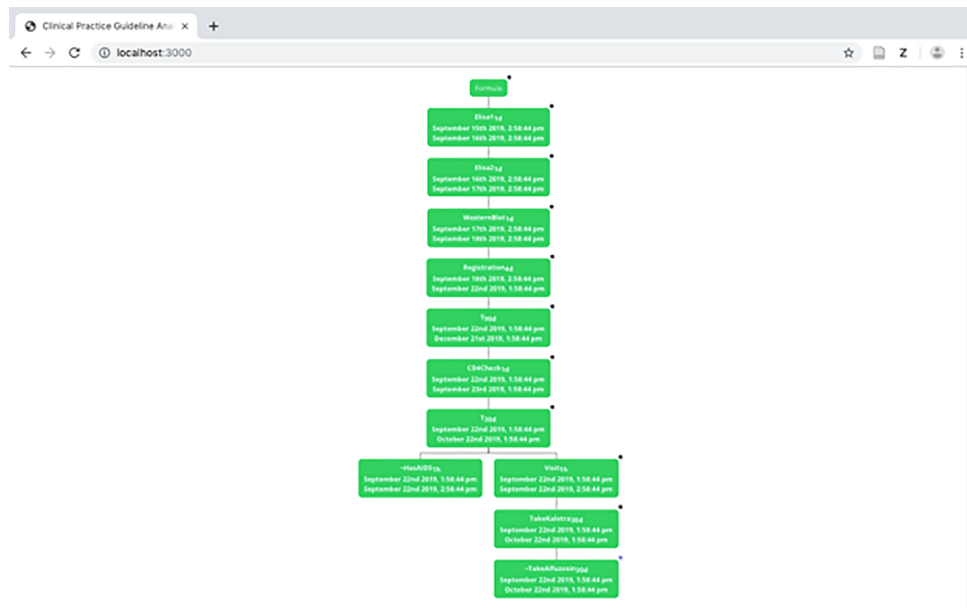 Clinical Practice Guideline Ana
localhost:3000
Z
Formula
Elisa1₁d
September 15th 2019, 2:58:44 pm
September 16th 2019, 2:58:44 pm
Elisa2₁d
September 16th 2019, 2:58:44 pm
September 17th 2019, 2:58:44 pm
WesternBlot₁d
September 17th 2019, 2:58:44 pm
September 18th 2019, 2:58:44 pm
Registration₄d
September 18th 2019, 2:58:44 pm
September 22nd 2019, 1:58:44 pm
September 22nd 2019, 1:58:44 pm
December 21st 2019, 1:58:44 pm
CD4Check₁d
September 22nd 2019, 1:58:44 pm
September 23rd 2019, 1:58:44 pm
September 22nd 2019, 1:58:44 pm
October 22nd 2019, 1:58:44 pm
¬HasAIDS₁h
September 22nd 2019, 1:58:44 pm
September 22nd 2019, 2:58:44 pm
Visit₁h
September 22nd 2019, 1:58:44 pm
September 22nd 2019, 2:58:44 pm
TakeKaletra₃₀d
September 22nd 2019, 1:58:44 pm
October 22nd 2019, 1:58:44 pm
¬TakeAlfuzosin₃₀d
September 22nd 2019, 1:58:44 pm
October 22nd 2019, 1:58:44 pm